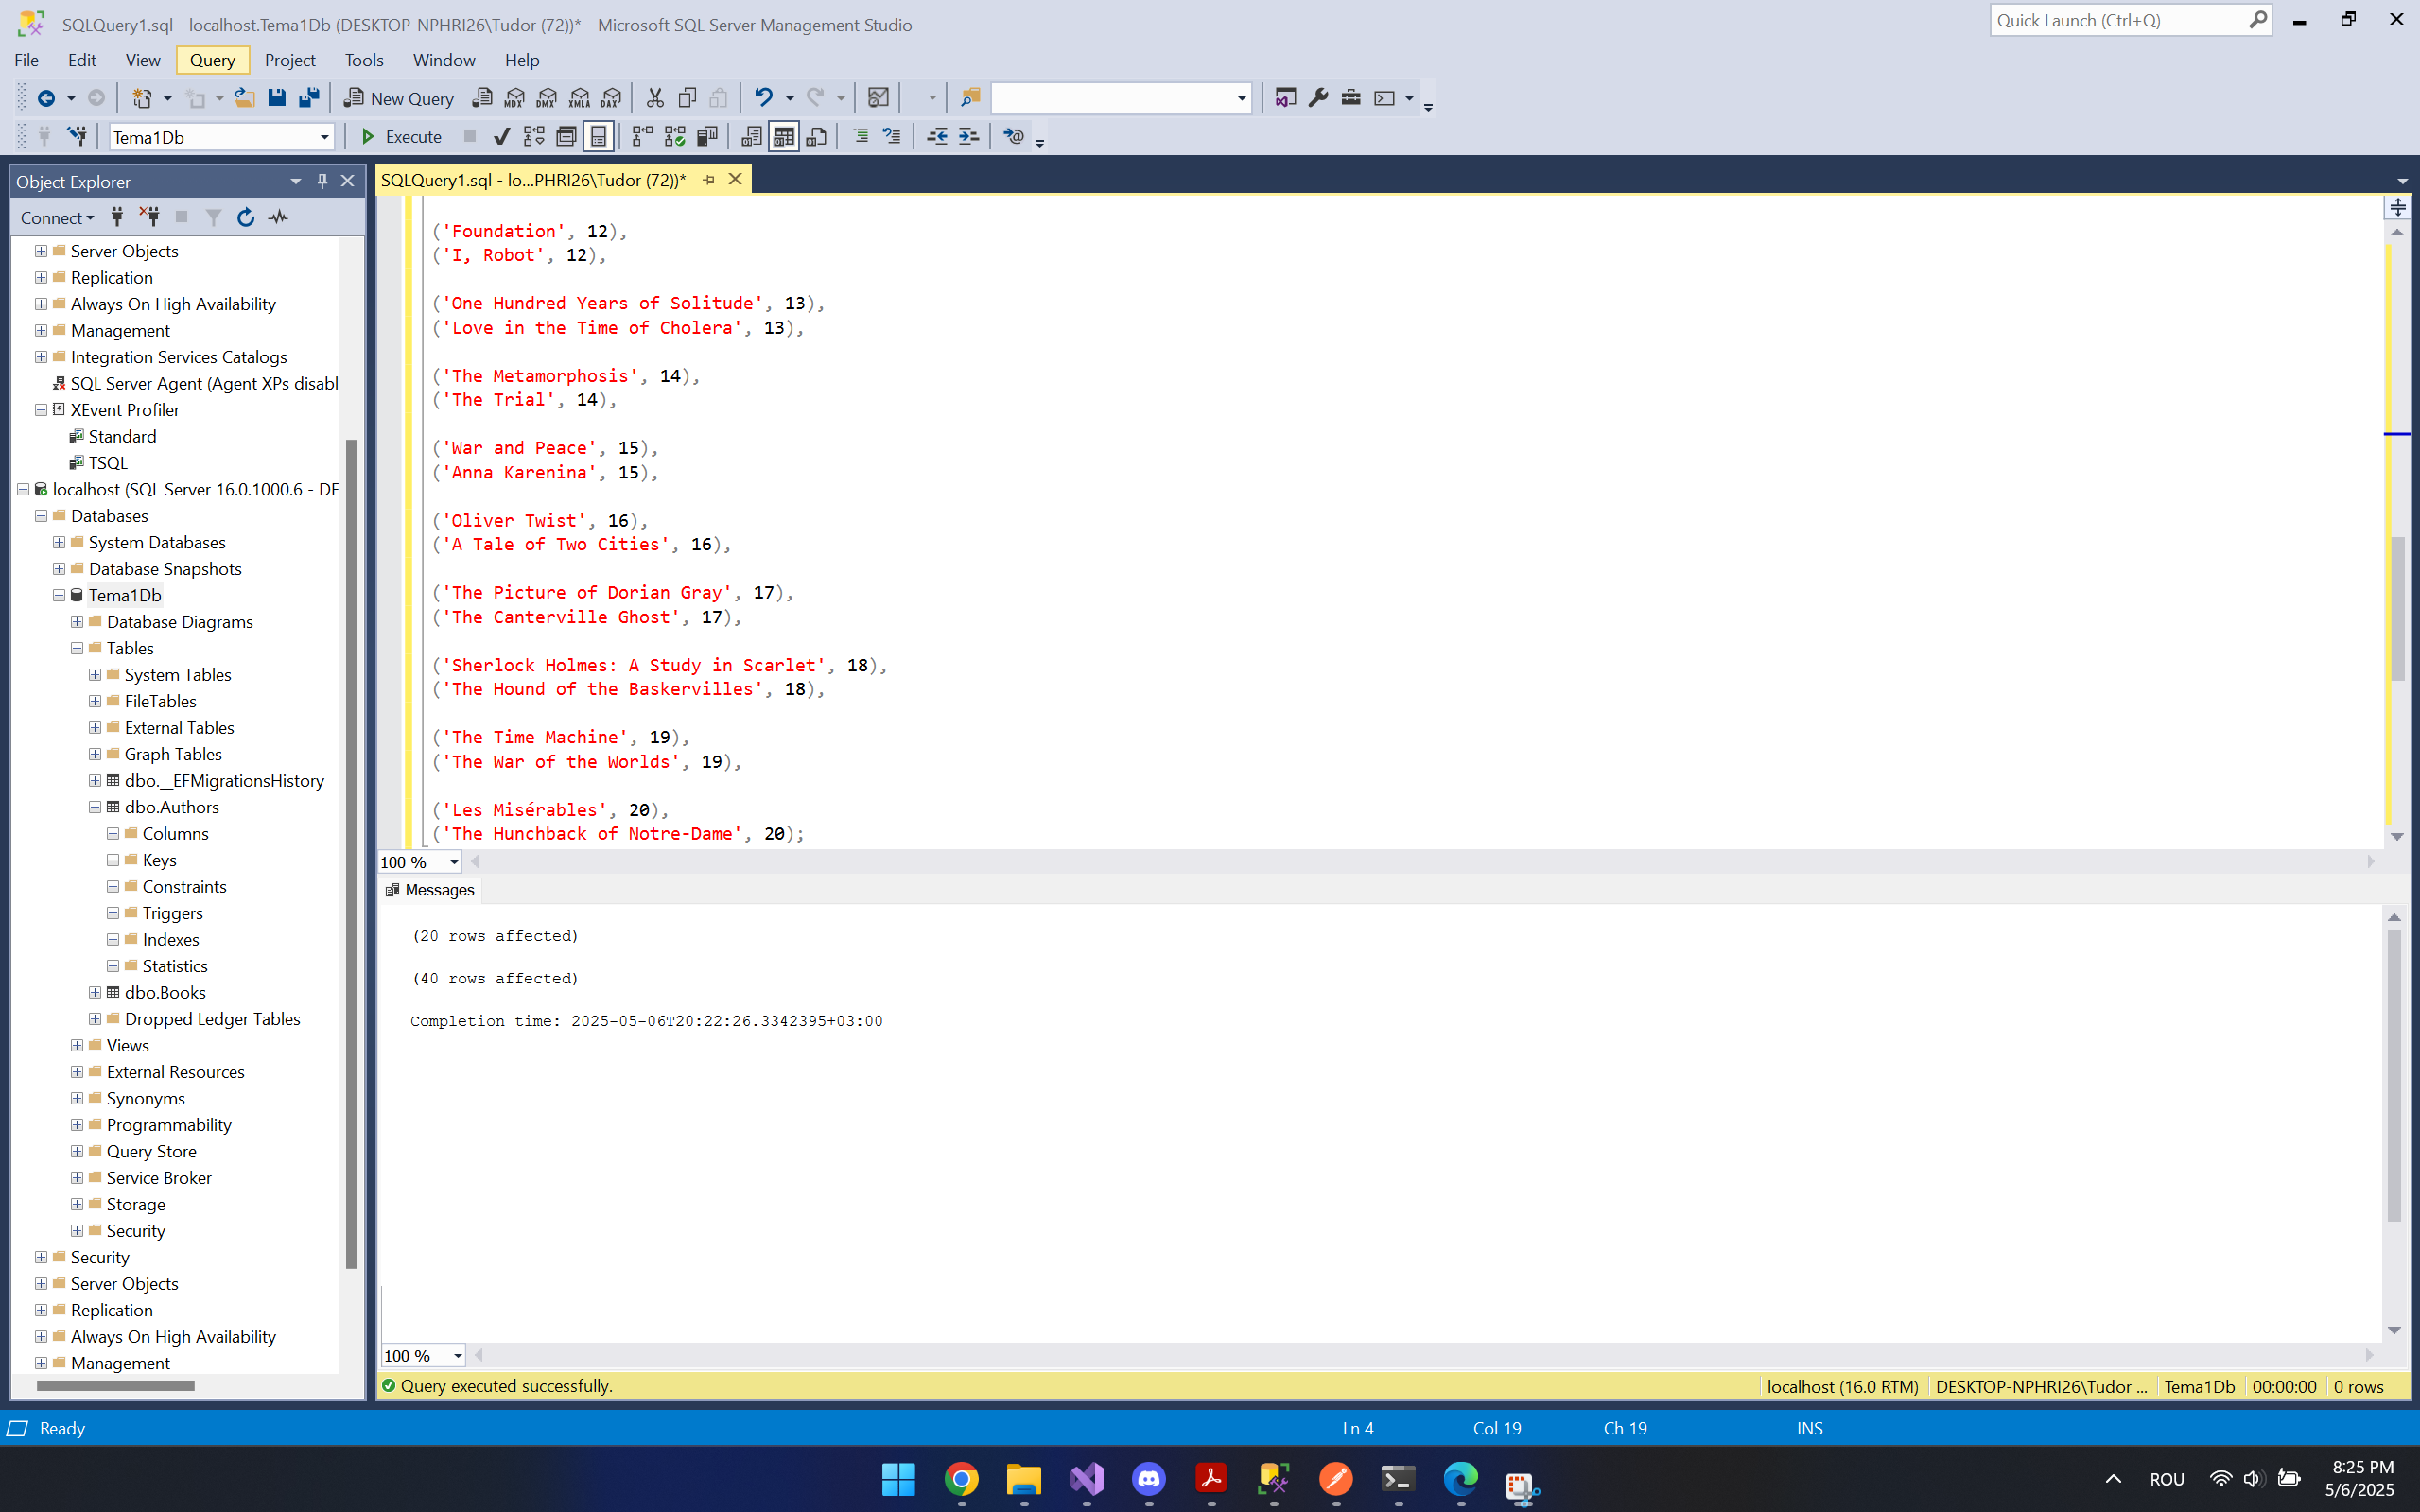 SQLQuery1.sql - localhost.Tema1Db (DESKTOP-NPHRI26\Tudor (72))* - Microsoft SQL Server Management Studio
Quick Launch (Ctrl+Q)
File Edit View Query Project Tools Window Help
New Query MDX DMX XMLA DAX
Tema1Db Execute
Object Explorer
Connect
Server Objects
Replication
Always On High Availability
Management
Integration Services Catalogs
SQL Server Agent (Agent XPs disabl
XEvent Profiler
Standard
TSQL
localhost (SQL Server 16.0.1000.6 - DE
Databases
System Databases
Database Snapshots
Tema1Db
Database Diagrams
Tables
System Tables
FileTables
External Tables
Graph Tables
dbo.__EFMigrationsHistory
dbo.Authors
Columns
Keys
Constraints
Triggers
Indexes
Statistics
dbo.Books
Dropped Ledger Tables
Views
External Resources
Synonyms
Programmability
Query Store
Service Broker
Storage
Security
Security
Server Objects
Replication
Always On High Availability
Management
SQLQuery1.sql - lo...PHRI26\Tudor (72))*
('Foundation', 12),
('I, Robot', 12),
('One Hundred Years of Solitude', 13),
('Love in the Time of Cholera', 13),
('The Metamorphosis', 14),
('The Trial', 14),
('War and Peace', 15),
('Anna Karenina', 15),
('Oliver Twist', 16),
('A Tale of Two Cities', 16),
('The Picture of Dorian Gray', 17),
('The Canterville Ghost', 17),
('Sherlock Holmes: A Study in Scarlet', 18),
('The Hound of the Baskervilles', 18),
('The Time Machine', 19),
('The War of the Worlds', 19),
('Les Misérables', 20),
('The Hunchback of Notre-Dame', 20);
100 %
Messages
(20 rows affected)
(40 rows affected)
Completion time: 2025-05-06T20:22:26.3342395+03:00
100 %
Query executed successfully.
localhost (16.0 RTM) DESKTOP-NPHRI26\Tudor ... Tema1Db 00:00:00 0 rows
Ready Ln 4 Col 19 Ch 19 INS
ROU
8:25 PM
5/6/2025